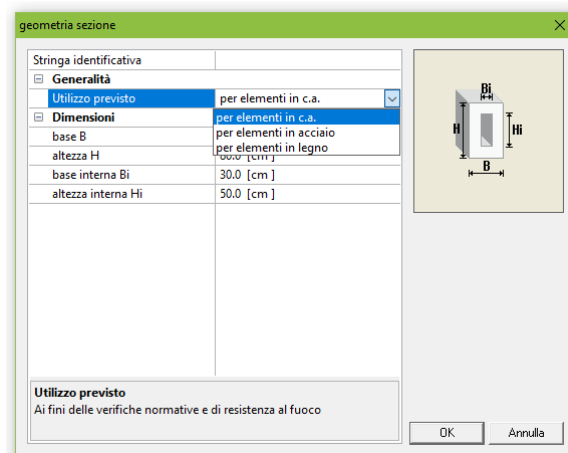 geometria sezione
Stringa identificativa
Generalità
Utilizzo previsto per elementi in c.a.
Dimensioni per elementi in c.a.
base B per elementi in acciaio
per elementi in legno
altezza H [cm ]
base interna Bi 30.0 [cm ]
altezza interna Hi 50.0 [cm ]
Bi
H Hi
B
Utilizzo previsto
Ai fini delle verifiche normative e di resistenza al fuoco
OK Annulla